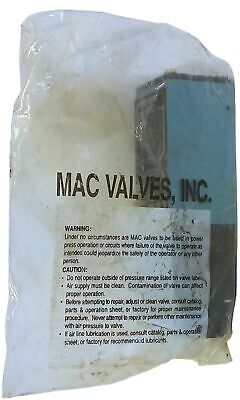 MAC VALVES, INC.
WARNING:
Under no circumstances are MAC valves to be used in power
press operation or circuits where failure of the valve to operate as
intended could jeopardize the safety of the operator or any other
person.
CAUTION:
• Do not operate outside of pressure range listed on valve label.
• Air supply must be clean. Contamination of valve can affect
proper operation.
• Before attempting to repair, adjust or clean valve, consult catalog,
parts & operation sheet, or factory for proper maintenance
procedure. Never attempt to repair or perform other maintenance
with air pressure to valve.
• If air line lubrication is used, consult catalog, parts & operation
sheet, or factory for recommended lubricants.